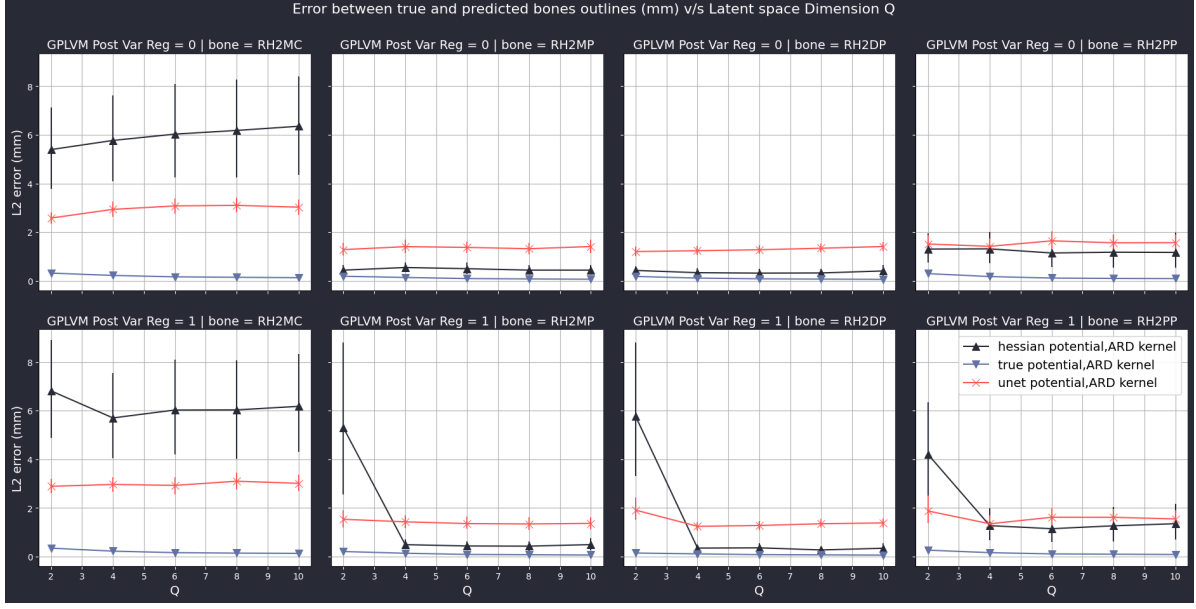 Error between true and predicted bones outlines (mm) v/s Latent space Dimension Q
GPLVM Post Var Reg = 0 | bone = RH2MC
GPLVM Post Var Reg = 0 | bone = RH2MP
GPLVM Post Var Reg = 0 | bone = RH2DP
GPLVM Post Var Reg = 0 | bone = RH2PP
8
6
4
2
0
L2 error (mm)
GPLVM Post Var Reg = 1 | bone = RH2MC
GPLVM Post Var Reg = 1 | bone = RH2MP
GPLVM Post Var Reg = 1 | bone = RH2DP
GPLVM Post Var Reg = 1 | bone = RH2PP
hessian potential,ARD kernel
true potential,ARD kernel
unet potential,ARD kernel
8
6
4
2
0
L2 error (mm)
2 3 4 5 6 7 8 9 10
2 3 4 5 6 7 8 9 10
2 3 4 5 6 7 8 9 10
2 3 4 5 6 7 8 9 10
Q
Q
Q
Q